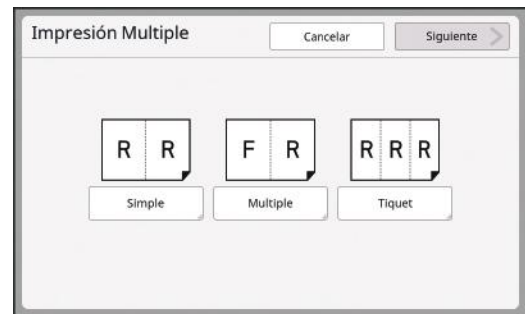 Impresión Multiple
Cancelar
Siguiente
R R
F R
R R R
Simple
Multiple
Tiquet